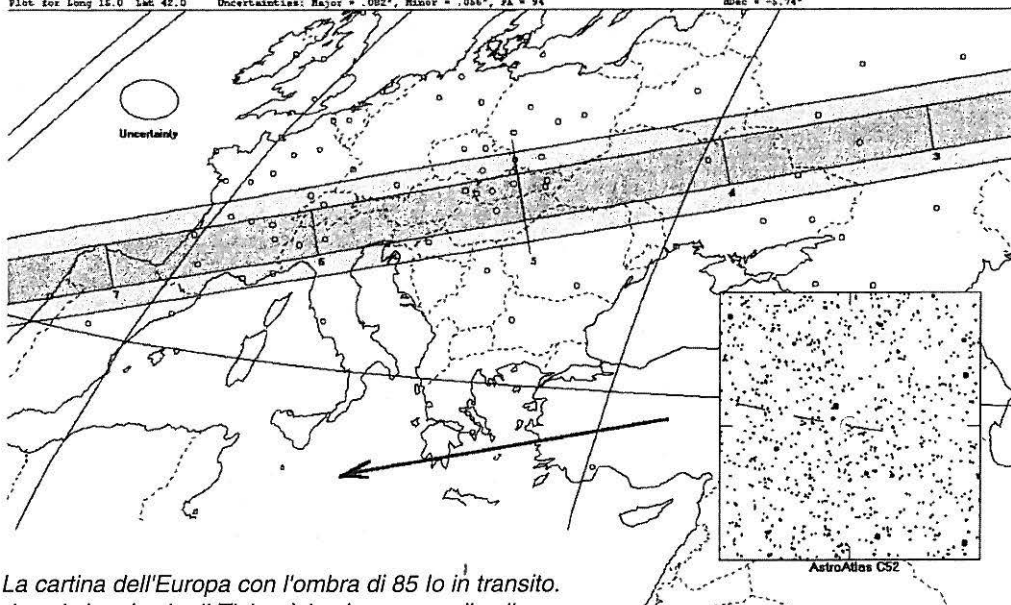 Plot for Long 15.0 Lat 42.0 Uncertainties: Major = .082", Minor = .056", PA = 94
Uncertainty
3
4
5
6
7
AstroAtlas C52
La cartina dell'Europa con l'ombra di 85 Io in transito.